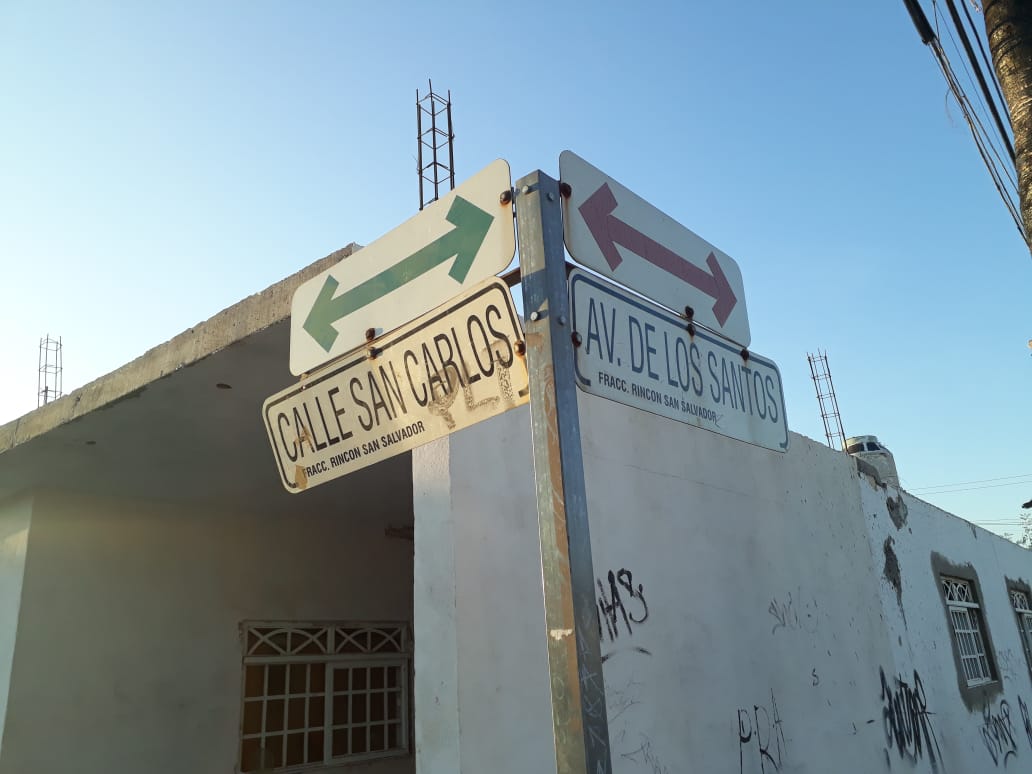 CALLE SAN CARLOS
FRACC. RINCON SAN SALVADOR
AV. DE LOS SANTOS
FRACC. RINCON SAN SALVADOR